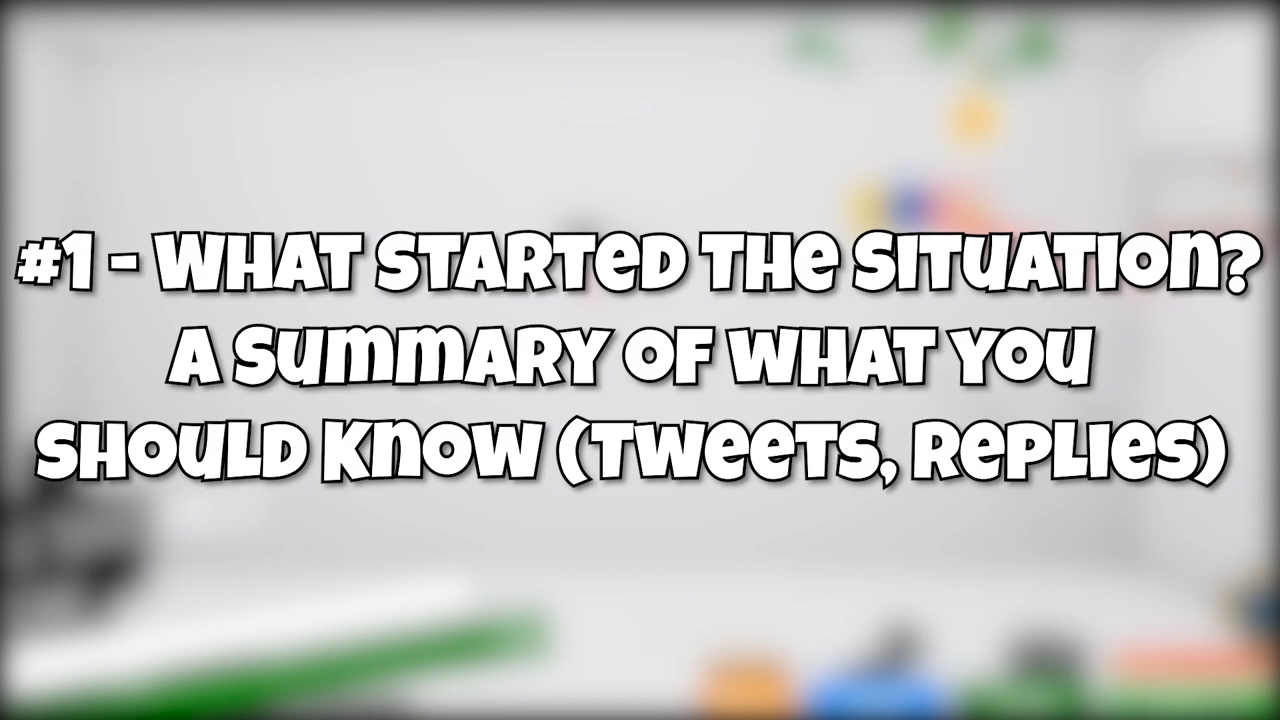 #1 - WHAT STARTED THE SITUATION?
A SUMMARY OF WHAT YOU
SHOULD KNOW (TWEETS, REPLIES)